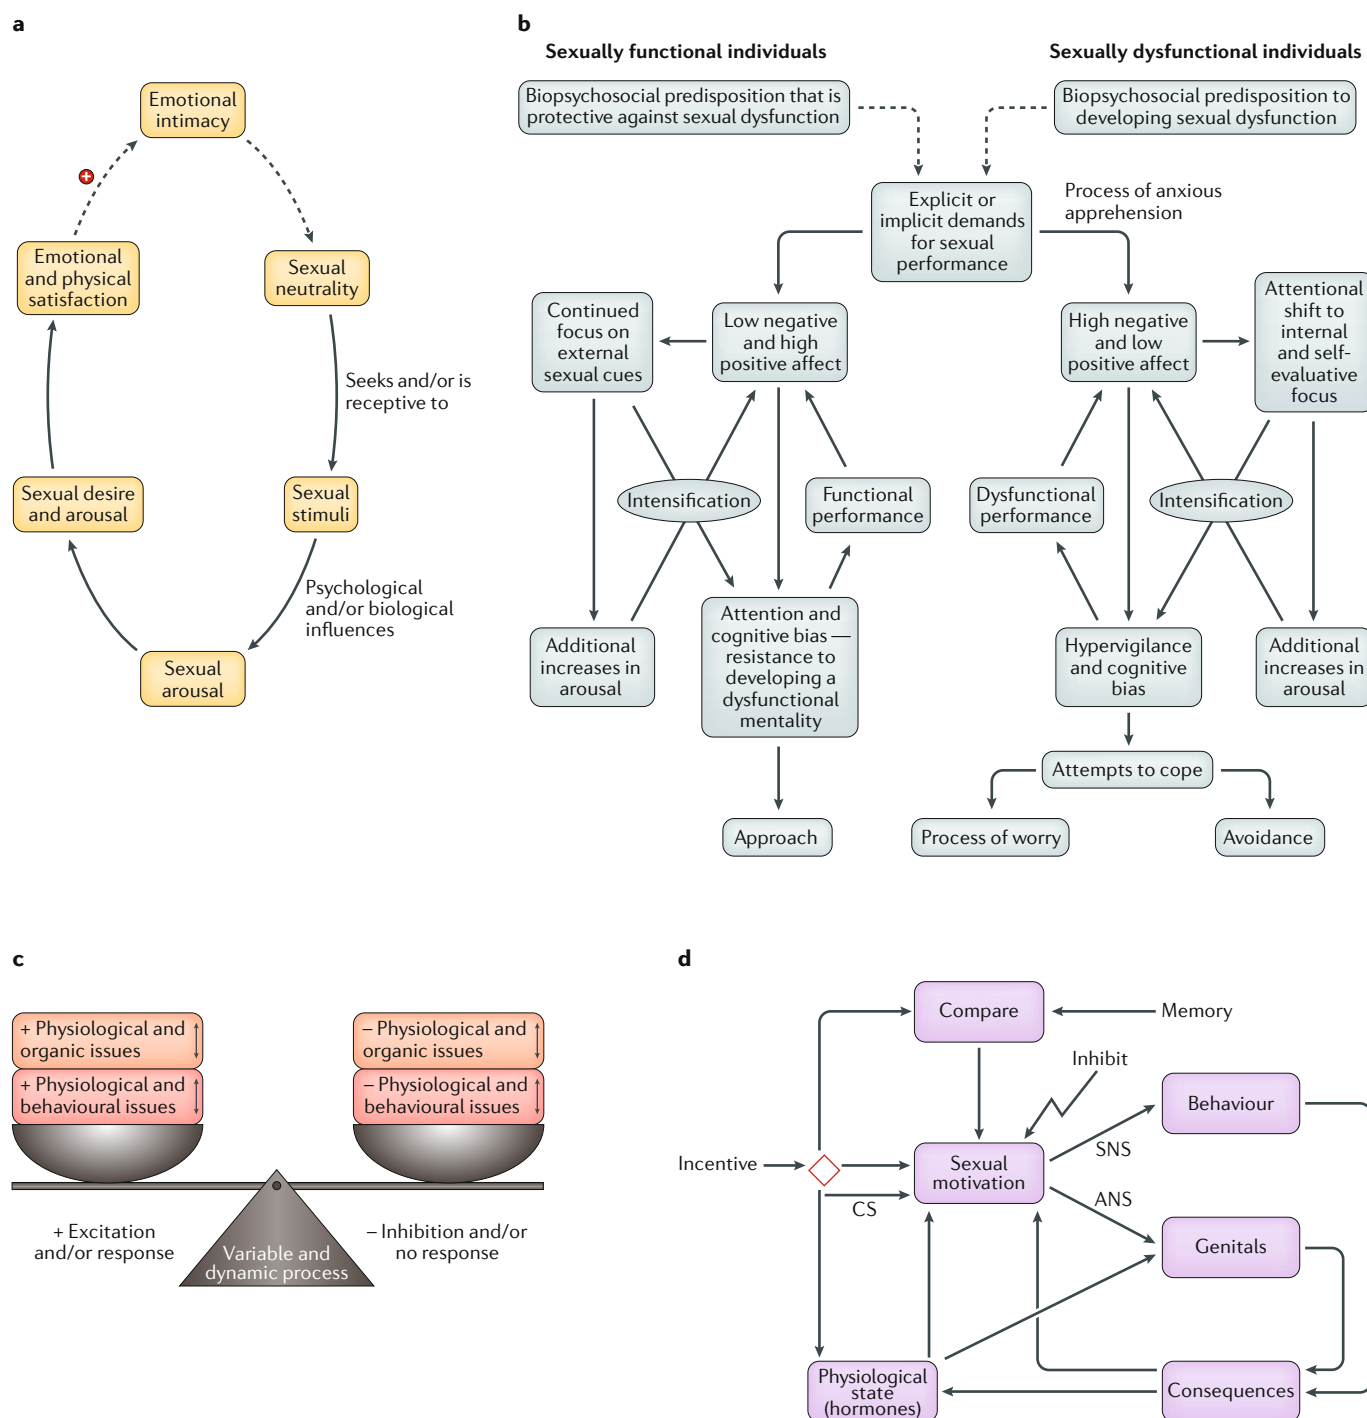 a
Emotional
intimacy
+
Emotional
and physical
satisfaction
Sexual
neutrality
Seeks and/or is
receptive to
Sexual desire
and arousal
Sexual
stimuli
Psychological
and/or biological
influences
Sexual
arousal
b
Sexually functional individuals
Sexually dysfunctional individuals
Biopsychosocial predisposition that is
protective against sexual dysfunction
Biopsychosocial predisposition to
developing sexual dysfunction
Explicit or
implicit demands
for sexual
performance
Process of anxious
apprehension
Continued
focus on
external
sexual cues
Low negative
and high
positive affect
High negative
and low
positive affect
Attentional
shift to
internal
and self-
evaluative
focus
Intensification
Functional
performance
Dysfunctional
performance
Intensification
Additional
increases in
arousal
Attention and
cognitive bias —
resistance to
developing a
dysfunctional
mentality
Hypervigilance
and cognitive
bias
Additional
increases in
arousal
Attempts to cope
Approach
Process of worry
Avoidance
c
+ Physiological and
organic issues
+ Physiological and
behavioural issues
– Physiological and
organic issues
– Physiological and
behavioural issues
+ Excitation
and/or response
Variable and
dynamic process
– Inhibition and/or
no response
d
Compare
Memory
Inhibit
Behaviour
Incentive
Sexual
motivation
SNS
CS
ANS
Genitals
Physiological
state
(hormones)
Consequences